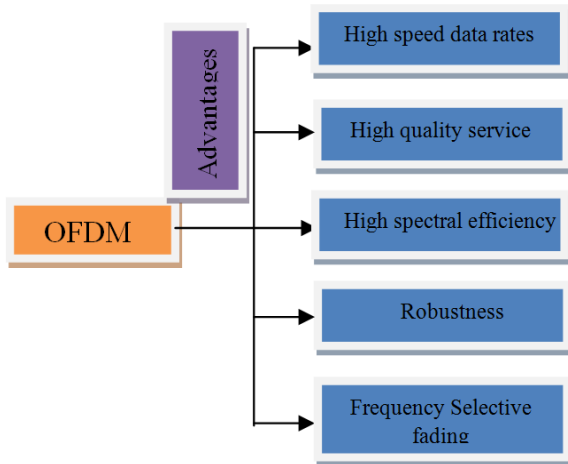 OFDM
Advantages
High speed data rates
High quality service
High spectral efficiency
Robustness
Frequency Selective
fading